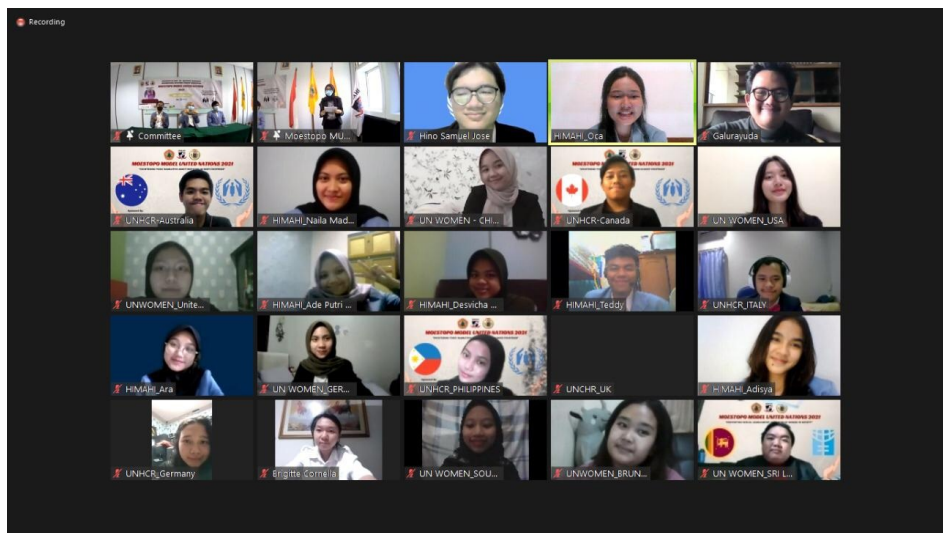 Recording
Committee
Moestopo MU...
Hino Samuel Jose
HIMAHI_Oca
Galurayuda
MOESTOPO MODEL UNITED NATIONS 2021
UNHCR-Australia
HIMAHI_Naila Mad...
UN WOMEN - CHI...
MOESTOPO MODEL UNITED NATIONS 2021
UNHCR-Canada
UN WOMEN_USA
UNWOMEN_Unite...
HIMAHI_Ade Putri ...
HIMAHI_Desvicha ...
HIMAHI_Teddy
UNHCR_ITALY
HIMAHI_Ara
UN WOMEN_GER...
MOESTOPO MODEL UNITED NATIONS 2021
UNHCR_PHILIPPINES
UNCHR_UK
HIMAHI_Adisya
UNHCR_Germany
Brigitte Cornelia
UN WOMEN_SOU...
UNWOMEN_BRUN...
MOESTOPO MODEL UNITED NATIONS 2021
UN WOMEN_SRI L...